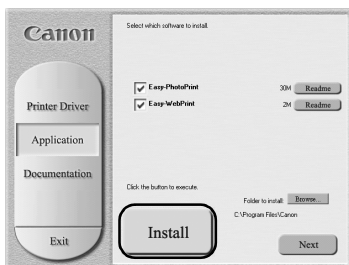 Canon
Select which software to install.
Easy-PhotoPrint 30M Readme
Easy-WebPrint 2M Readme
Printer Driver
Application
Documentation
Click the button to execute.
Folder to install: Browse...
C:\Program Files\Canon
Install
Exit
Next